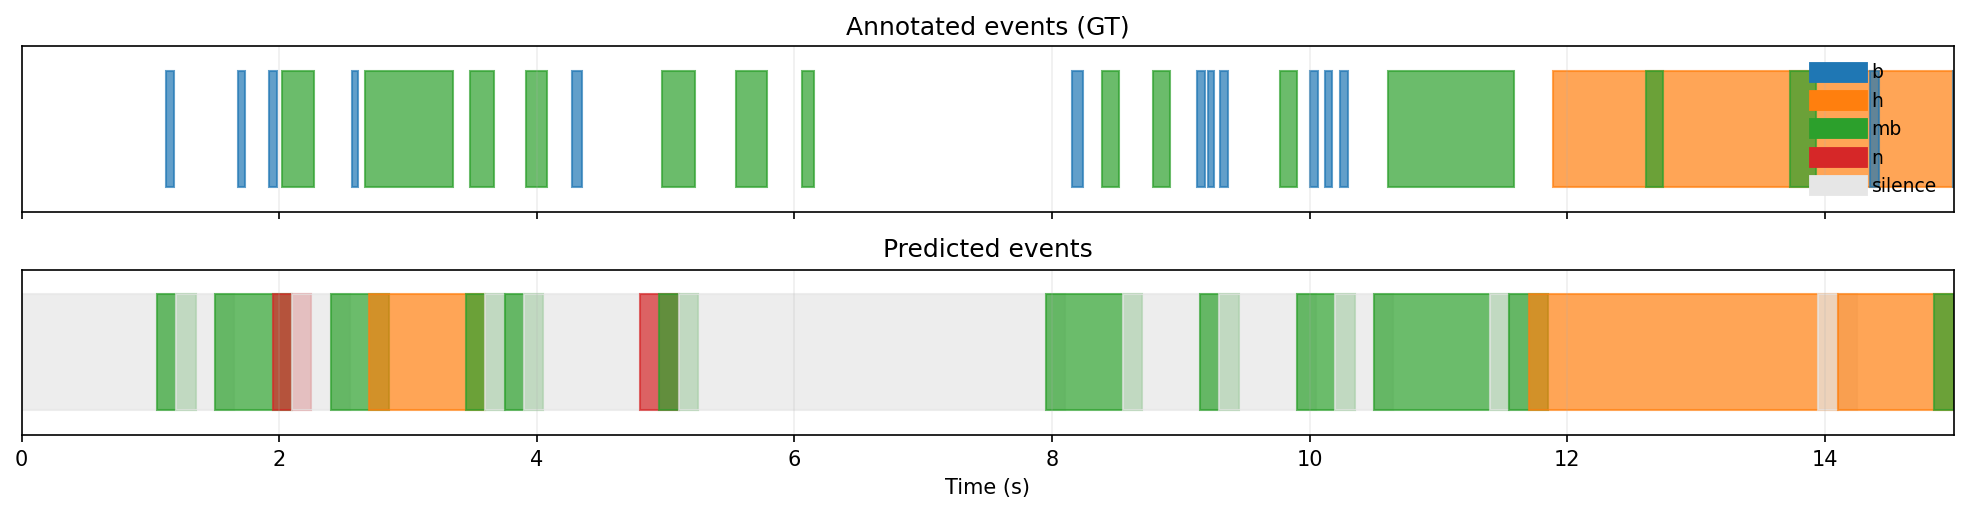 Annotated events (GT)
b
h
mb
n
silence
Predicted events
0 2 4 6 8 10 12 14
Time (s)